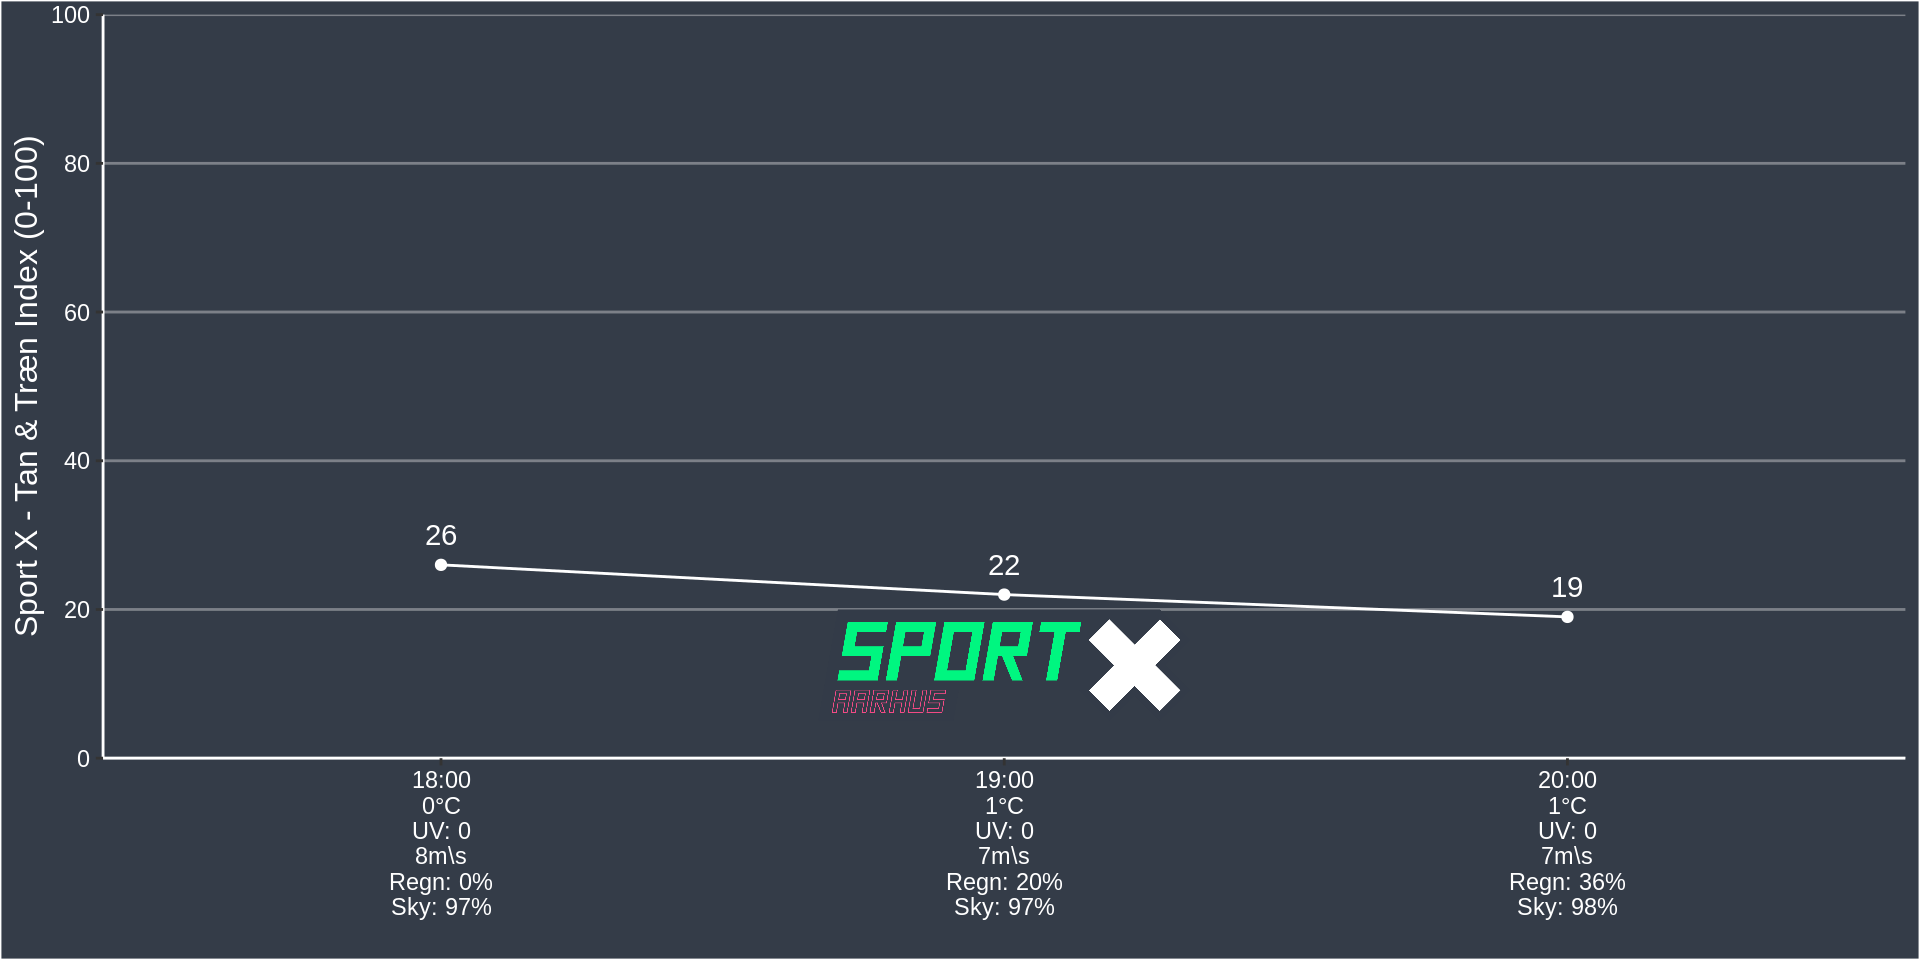 Sport X - Tan & Træn Index (0-100)
100
80
60
40
20
0
26
22
19
SPORT X
AARHUS
18:00
0°C
UV: 0
8m\s
Regn: 0%
Sky: 97%
19:00
1°C
UV: 0
7m\s
Regn: 20%
Sky: 97%
20:00
1°C
UV: 0
7m\s
Regn: 36%
Sky: 98%